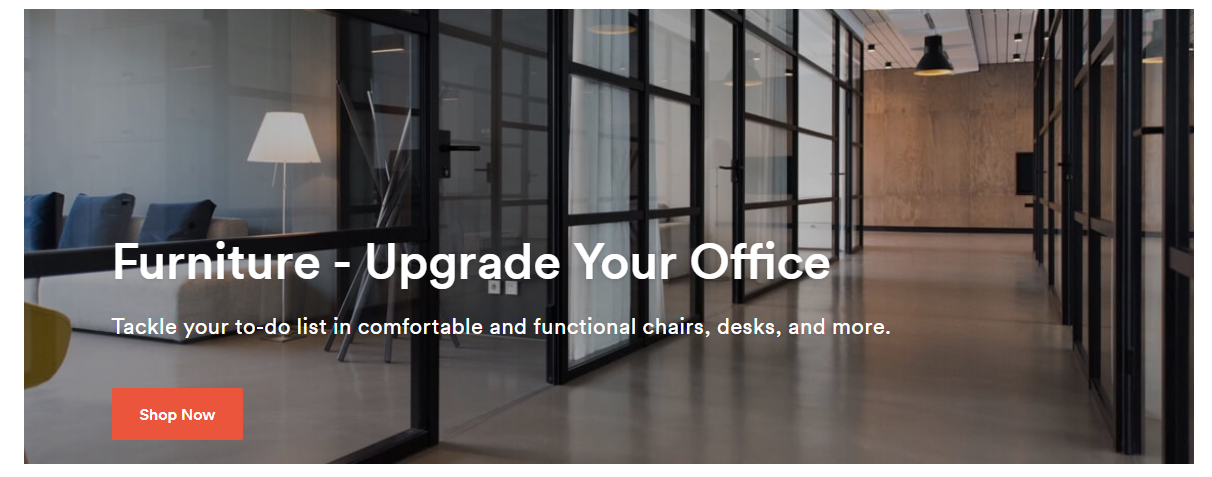 Furniture - Upgrade Your Office
Tackle your to-do list in comfortable and functional chairs, desks, and more.
Shop Now